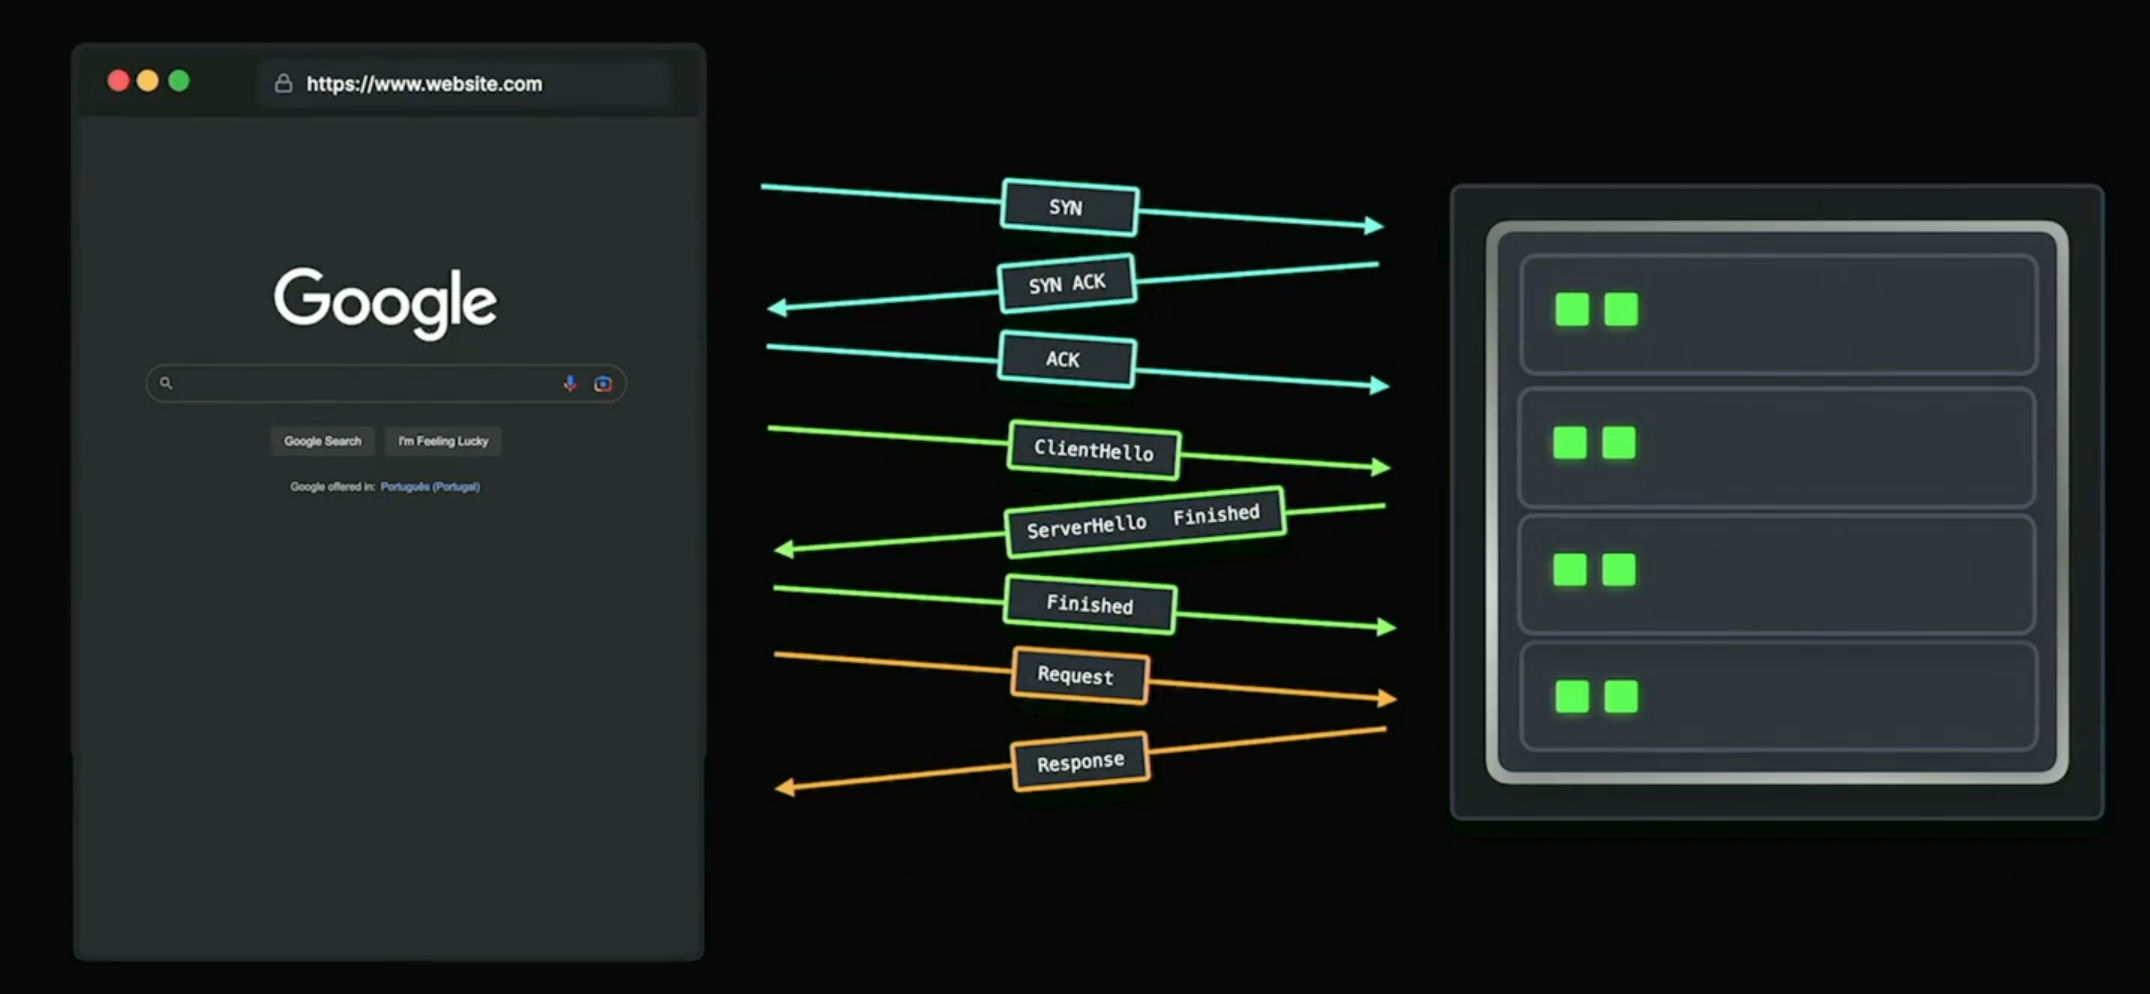 https://www.website.com
Google
Google Search I'm Feeling Lucky
Google offered in: Português (Portugal)
SYN
SYN ACK
ACK
ClientHello
ServerHello Finished
Finished
Request
Response